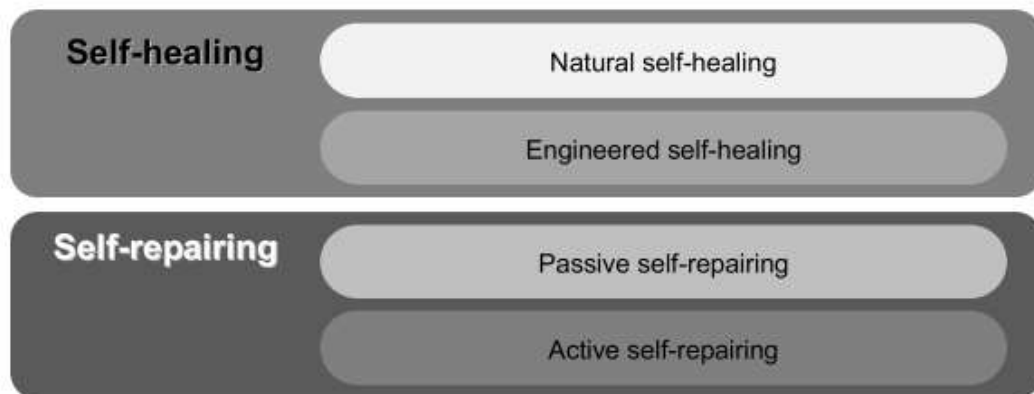 Self-healing
Natural self-healing
Engineered self-healing
Self-repairing
Passive self-repairing
Active self-repairing